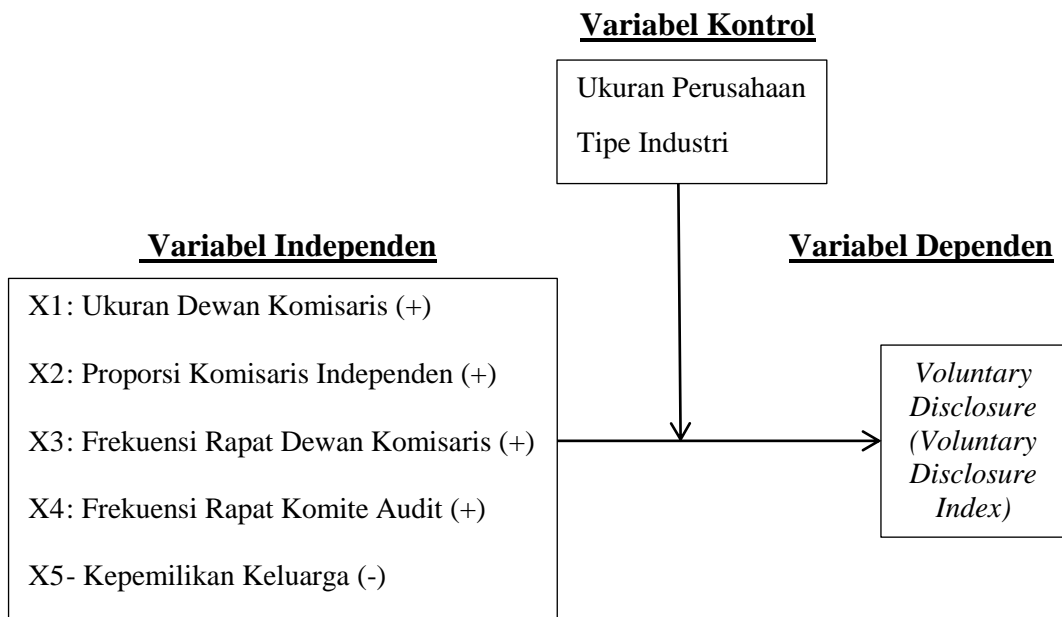 Variabel Kontrol
Ukuran Perusahaan
Tipe Industri
Variabel Independen
X1: Ukuran Dewan Komisaris (+)
X2: Proporsi Komisaris Independen (+)
X3: Frekuensi Rapat Dewan Komisaris (+)
X4: Frekuensi Rapat Komite Audit (+)
X5- Kepemilikan Keluarga (-)
Variabel Dependen
Voluntary
Disclosure
(Voluntary
Disclosure
Index)